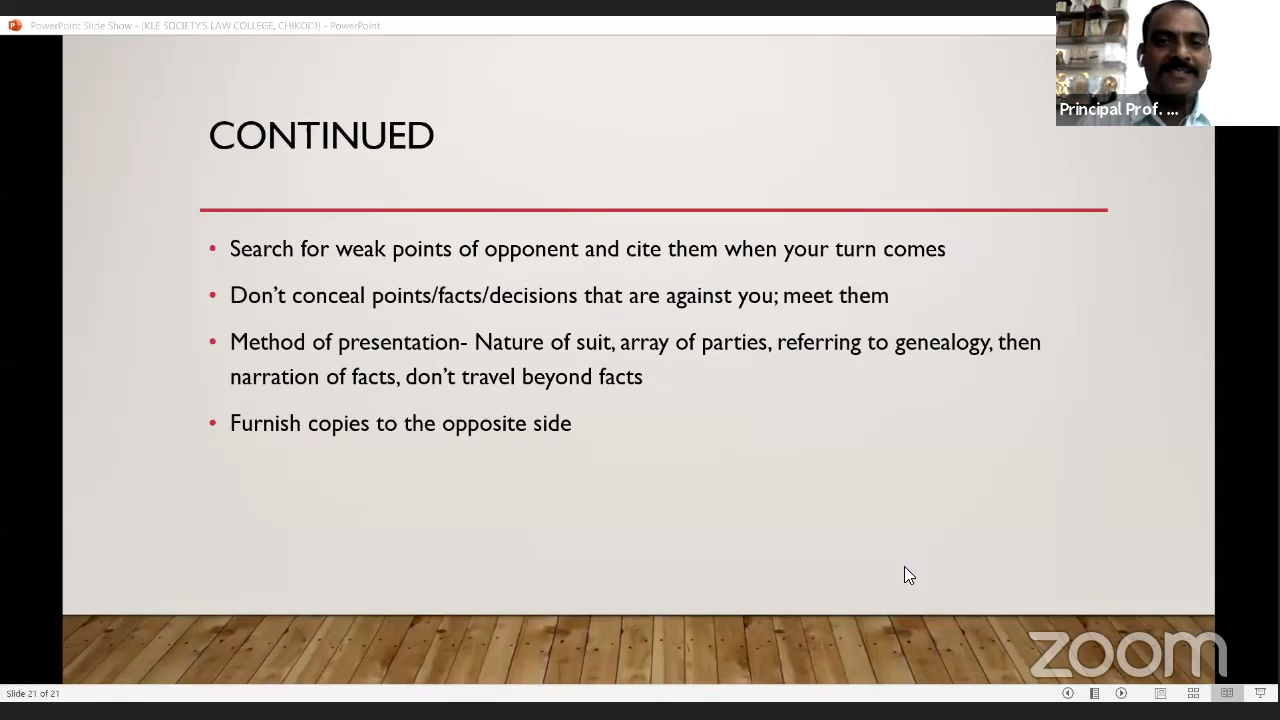 PowerPoint Slide Show - [KLE SOCIETY'S LAW COLLEGE, CHIKODI] - PowerPoint
Principal Prof. ...
CONTINUED
• Search for weak points of opponent and cite them when your turn comes
• Don't conceal points/facts/decisions that are against you; meet them
• Method of presentation- Nature of suit, array of parties, referring to genealogy, then
narration of facts, don't travel beyond facts
• Furnish copies to the opposite side
zoom
Slide 21 of 21